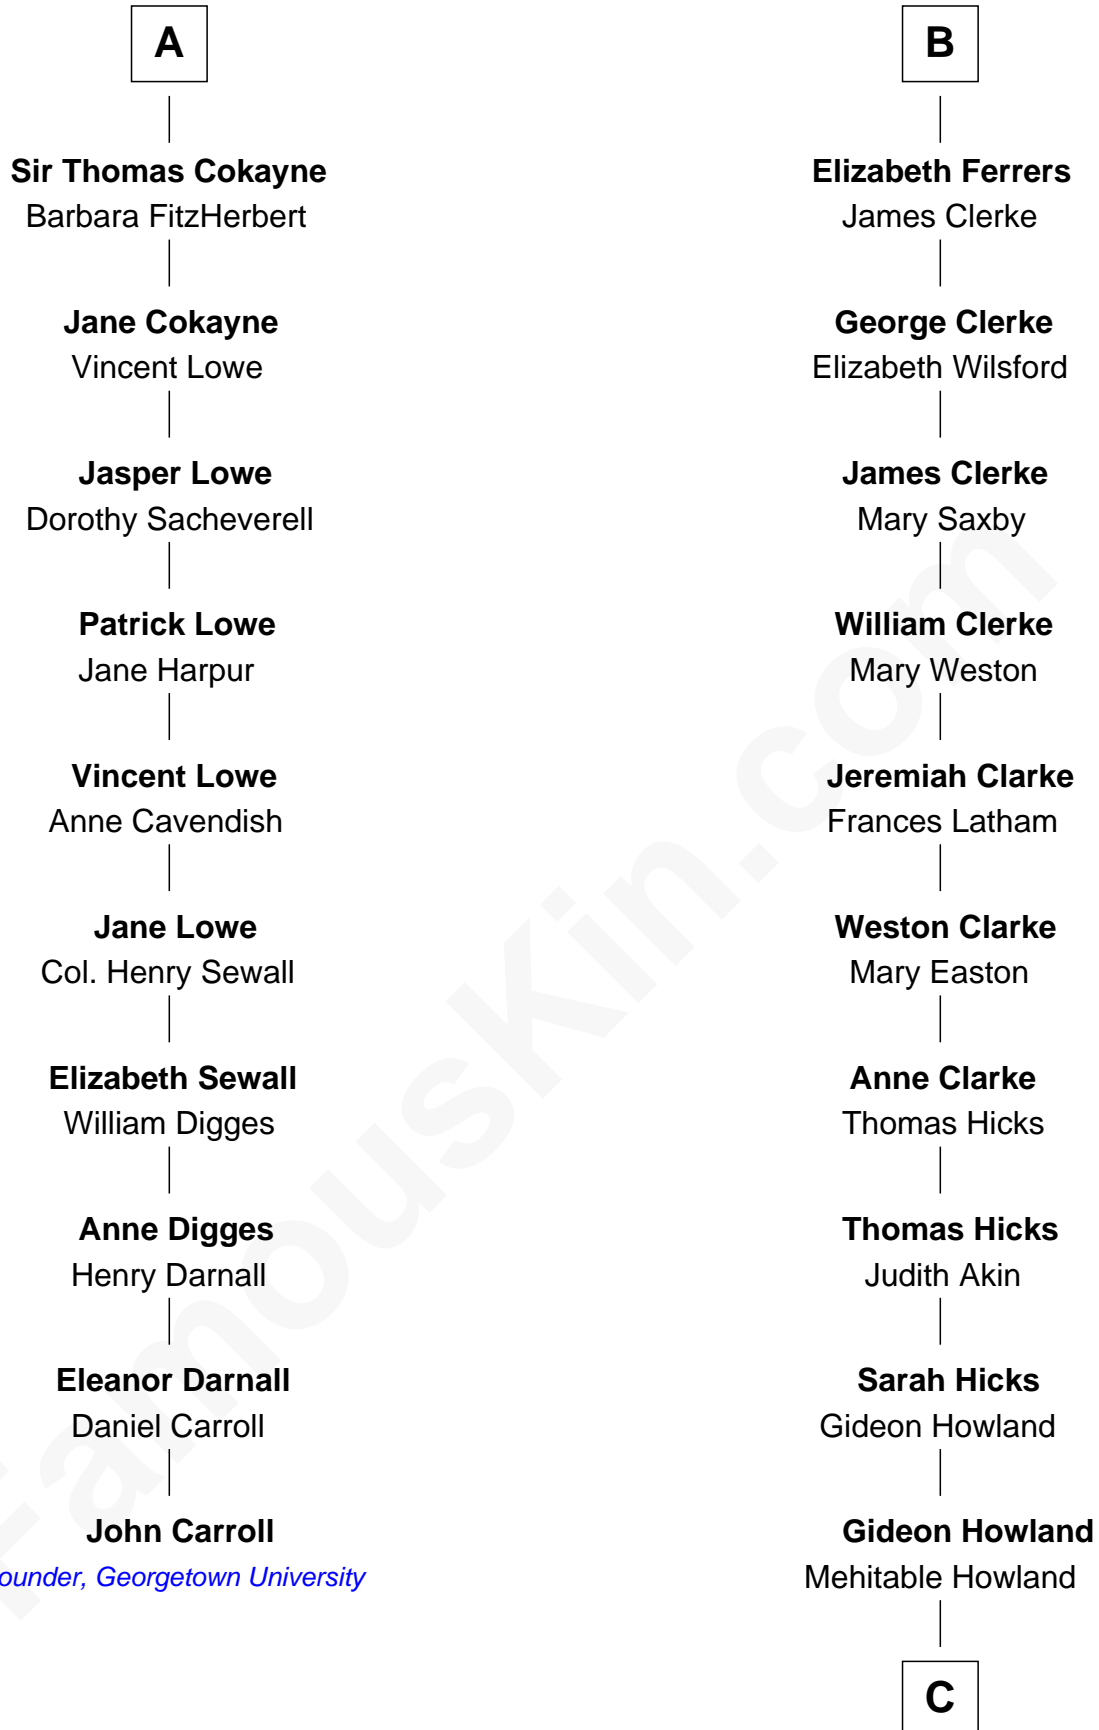 A
Sir Thomas Cokayne
Barbara FitzHerbert
Jane Cokayne
Vincent Lowe
Jasper Lowe
Dorothy Sacheverell
Patrick Lowe
Jane Harpur
Vincent Lowe
Anne Cavendish
Jane Lowe
Col. Henry Sewall
Elizabeth Sewall
William Digges
Anne Digges
Henry Darnall
Eleanor Darnall
Daniel Carroll
John Carroll
ounder, Georgetown University
B
Elizabeth Ferrers
James Clerke
George Clerke
Elizabeth Wilsford
James Clerke
Mary Saxby
William Clerke
Mary Weston
Jeremiah Clarke
Frances Latham
Weston Clarke
Mary Easton
Anne Clarke
Thomas Hicks
Thomas Hicks
Judith Akin
Sarah Hicks
Gideon Howland
Gideon Howland
Mehitable Howland
C
FamousKin.com